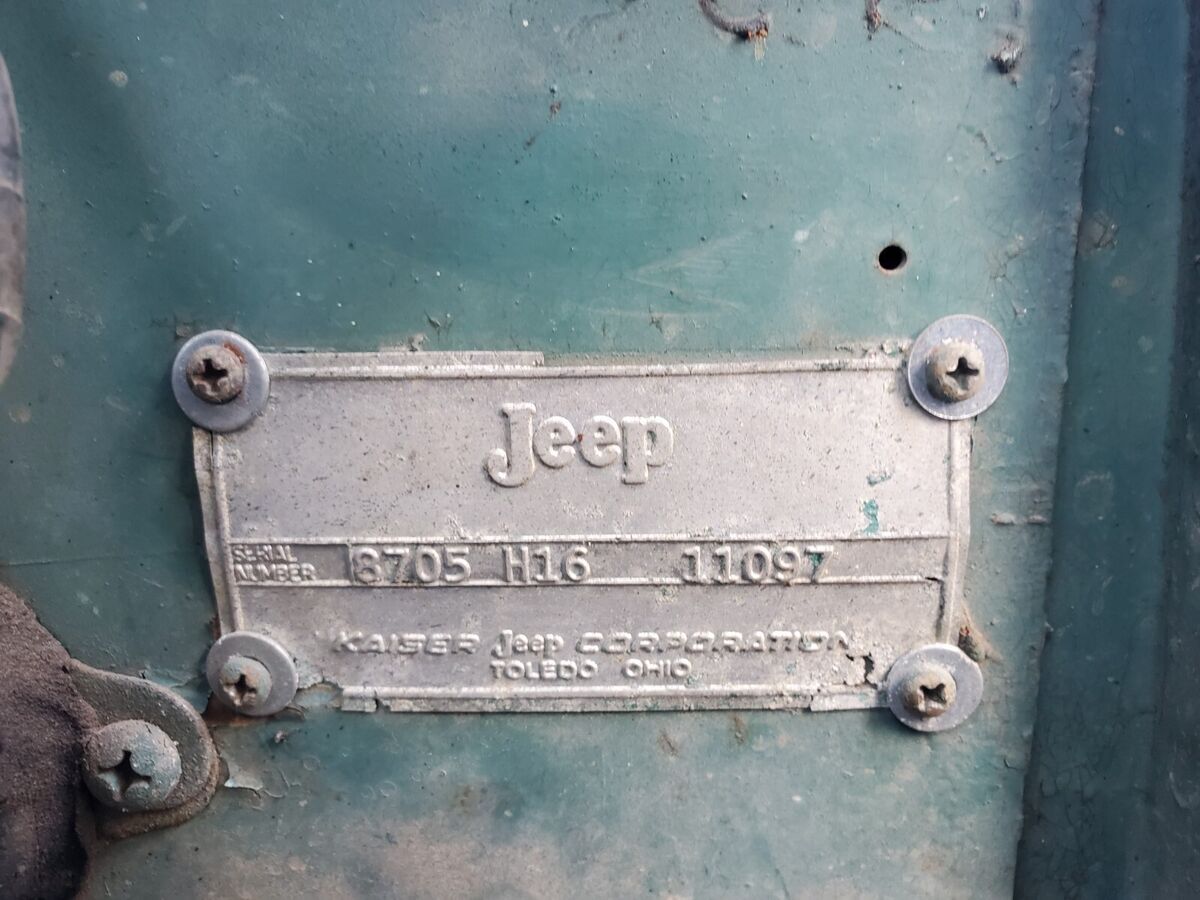 Jeep
SERIAL
NUMBER 8705 H16 11097
KAISER Jeep CORPORATION
TOLEDO OHIO